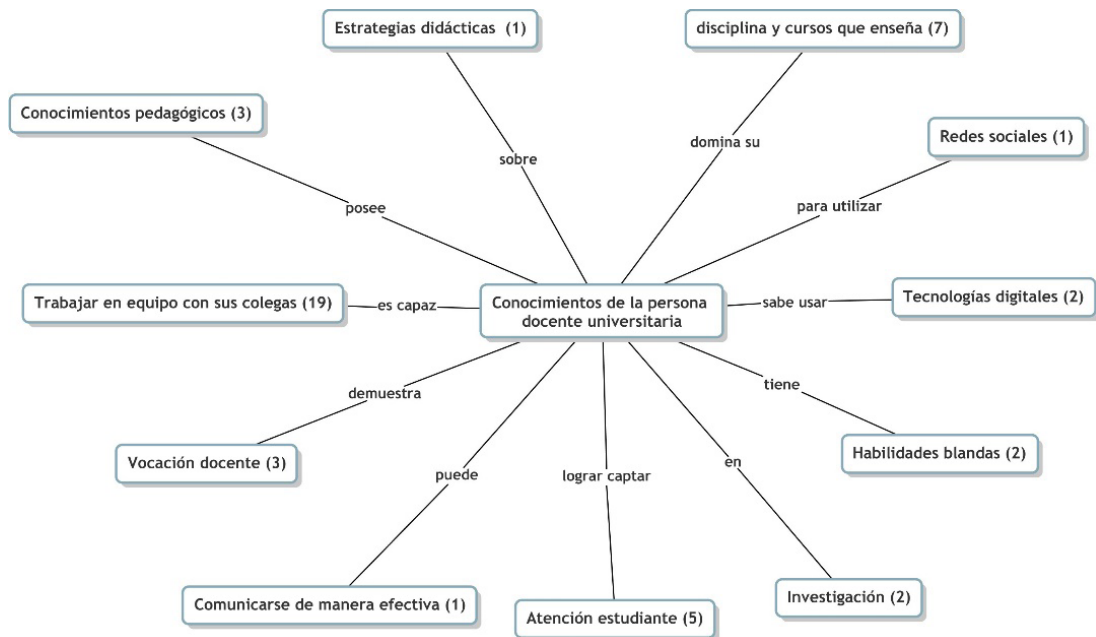 Estrategias didácticas (1)
disciplina y cursos que enseña (7)
Conocimientos pedagógicos (3)
Redes sociales (1)
domina su
sobre
para utilizar
posee
Trabajar en equipo con sus colegas (19)
es capaz
Conocimientos de la persona
docente universitaria
sabe usar
Tecnologías digitales (2)
demuestra
tiene
Vocación docente (3)
Habilidades blandas (2)
puede
lograr captar
en
Comunicarse de manera efectiva (1)
Atención estudiante (5)
Investigación (2)